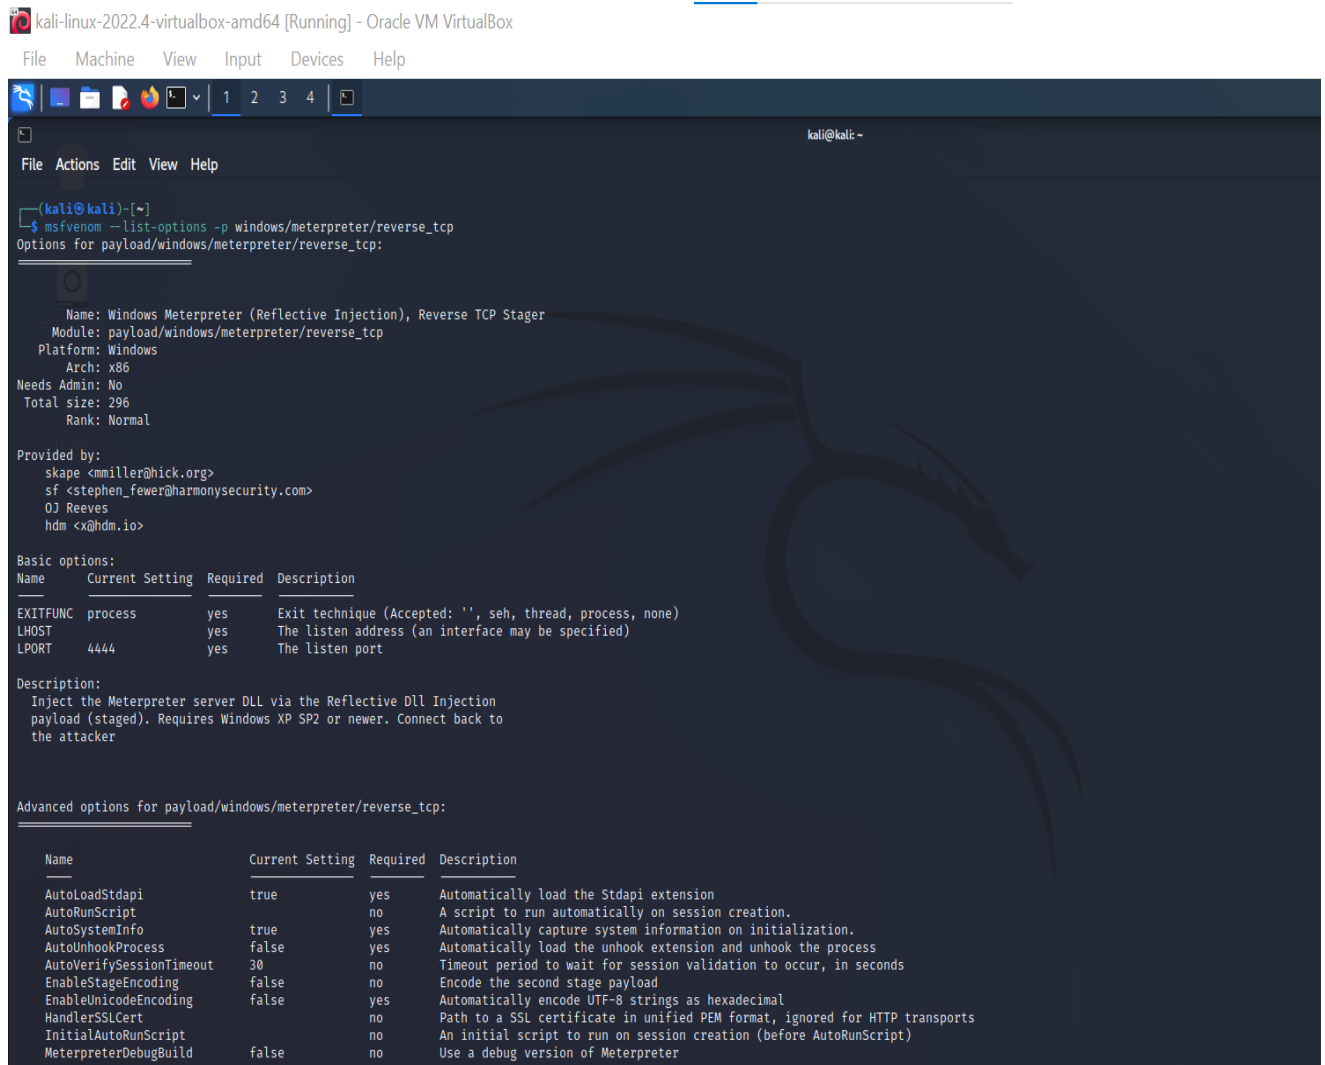 kali-linux-2022.4-virtualbox-amd64 [Running] - Oracle VM VirtualBox
File Machine View Input Devices Help
1 2 3 4
kali@kali: ~
File Actions Edit View Help
(kali㉿kali)-[~]
$ msfvenom --list-options -p windows/meterpreter/reverse_tcp
Options for payload/windows/meterpreter/reverse_tcp:
Name: Windows Meterpreter (Reflective Injection), Reverse TCP Stager
Module: payload/windows/meterpreter/reverse_tcp
Platform: Windows
Arch: x86
Needs Admin: No
Total size: 296
Rank: Normal
Provided by:
skape <mmiller@hick.org>
sf <stephen_fewer@harmonysecurity.com>
OJ Reeves
hdm <x@hdm.io>
Basic options:
Name Current Setting Required Description
EXITFUNC process yes Exit technique (Accepted: '', seh, thread, process, none)
LHOST yes The listen address (an interface may be specified)
LPORT 4444 yes The listen port
Description:
Inject the Meterpreter server DLL via the Reflective Dll Injection
payload (staged). Requires Windows XP SP2 or newer. Connect back to
the attacker
Advanced options for payload/windows/meterpreter/reverse_tcp:
Name Current Setting Required Description
AutoLoadStdapi true yes Automatically load the Stdapi extension
AutoRunScript no A script to run automatically on session creation.
AutoSystemInfo true yes Automatically capture system information on initialization.
AutoUnhookProcess false yes Automatically load the unhook extension and unhook the process
AutoVerifySessionTimeout 30 no Timeout period to wait for session validation to occur, in seconds
EnableStageEncoding false no Encode the second stage payload
EnableUnicodeEncoding false yes Automatically encode UTF-8 strings as hexadecimal
HandlerSSLCert no Path to a SSL certificate in unified PEM format, ignored for HTTP transports
InitialAutoRunScript no An initial script to run on session creation (before AutoRunScript)
MeterpreterDebugBuild false no Use a debug version of Meterpreter